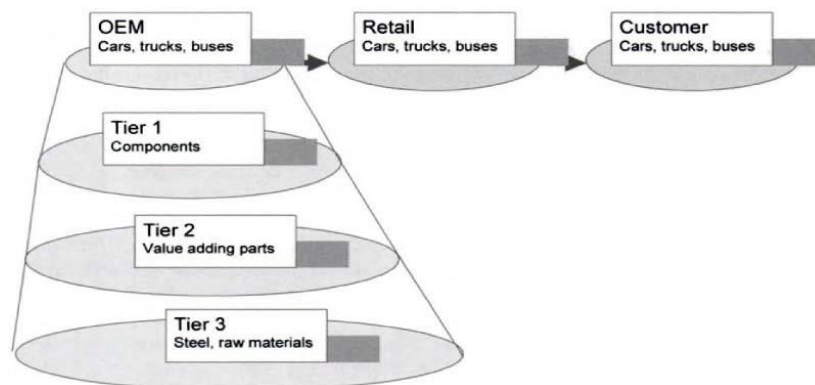 OEM
Cars, trucks, buses
Retail
Cars, trucks, buses
Customer
Cars, trucks, buses
Tier 1
Components
Tier 2
Value adding parts
Tier 3
Steel, raw materials